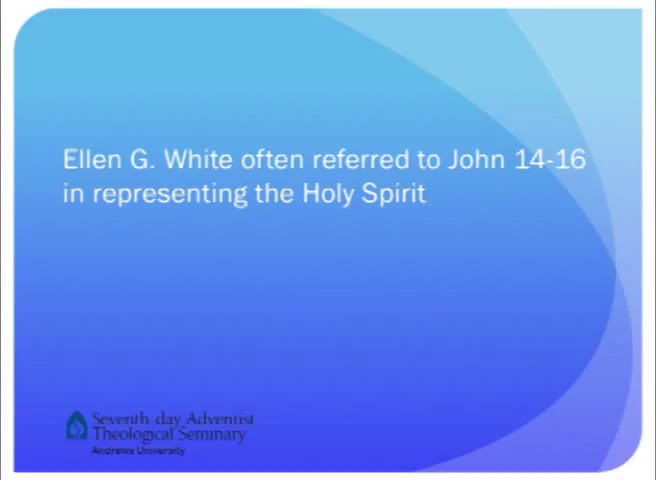 Ellen G. White often referred to John 14-16
in representing the Holy Spirit
Seventh-day Adventist
Theological Seminary
Andrews University